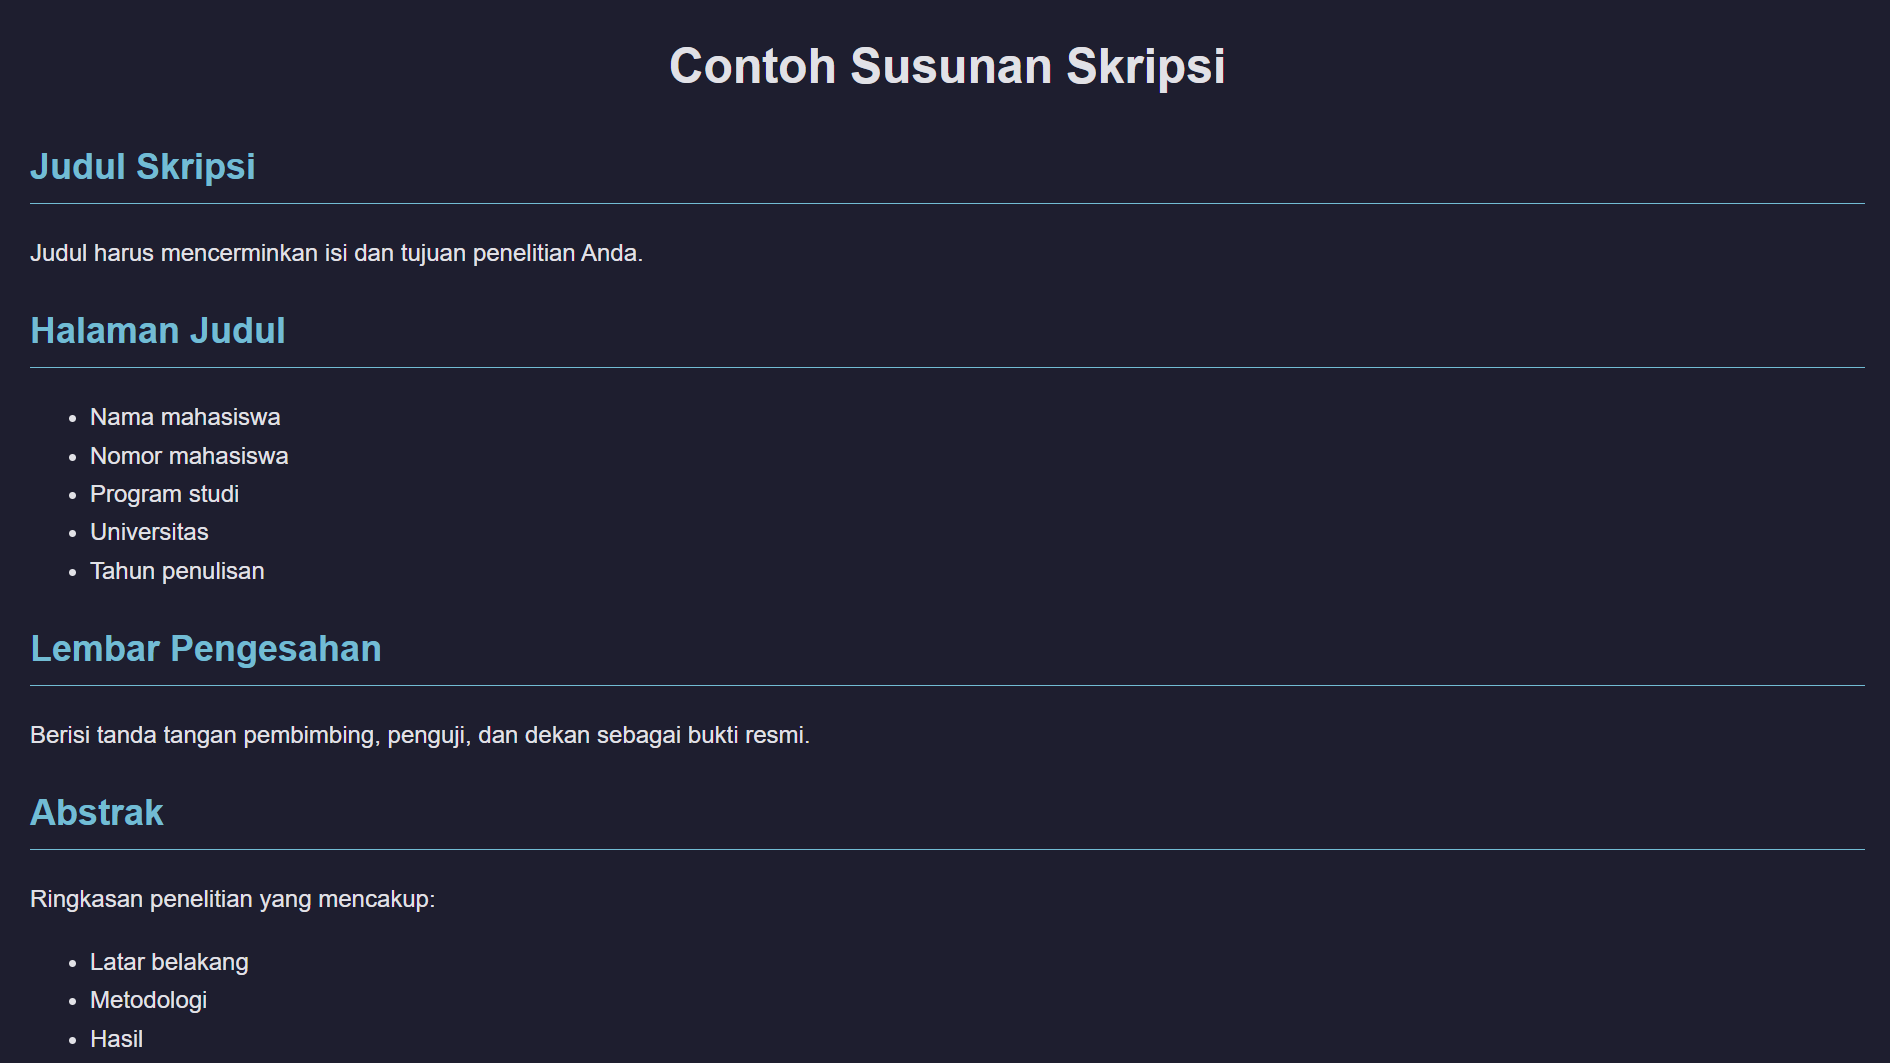 Contoh Susunan Skripsi
Judul Skripsi
Judul harus mencerminkan isi dan tujuan penelitian Anda.
Halaman Judul
• Nama mahasiswa
• Nomor mahasiswa
• Program studi
• Universitas
• Tahun penulisan
Lembar Pengesahan
Berisi tanda tangan pembimbing, penguji, dan dekan sebagai bukti resmi.
Abstrak
Ringkasan penelitian yang mencakup:
• Latar belakang
• Metodologi
• Hasil